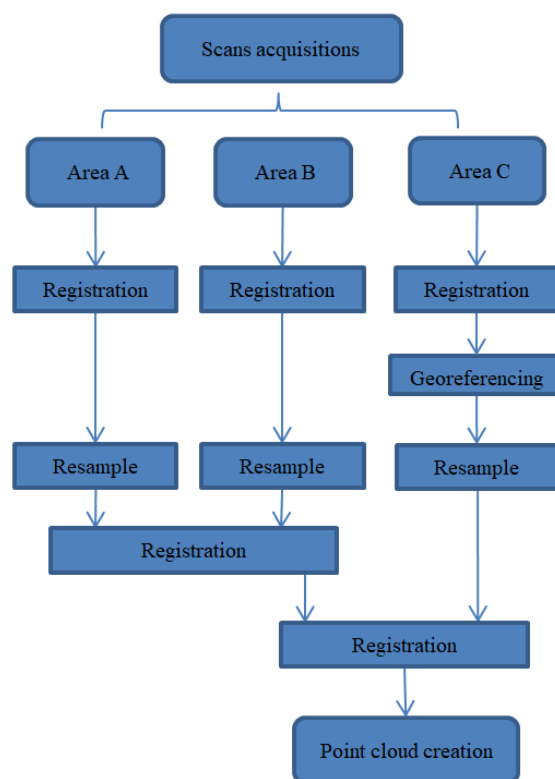 Scans acquisitions
Area A
Area B
Area C
Registration
Registration
Registration
Georeferencing
Resample
Resample
Resample
Registration
Registration
Point cloud creation